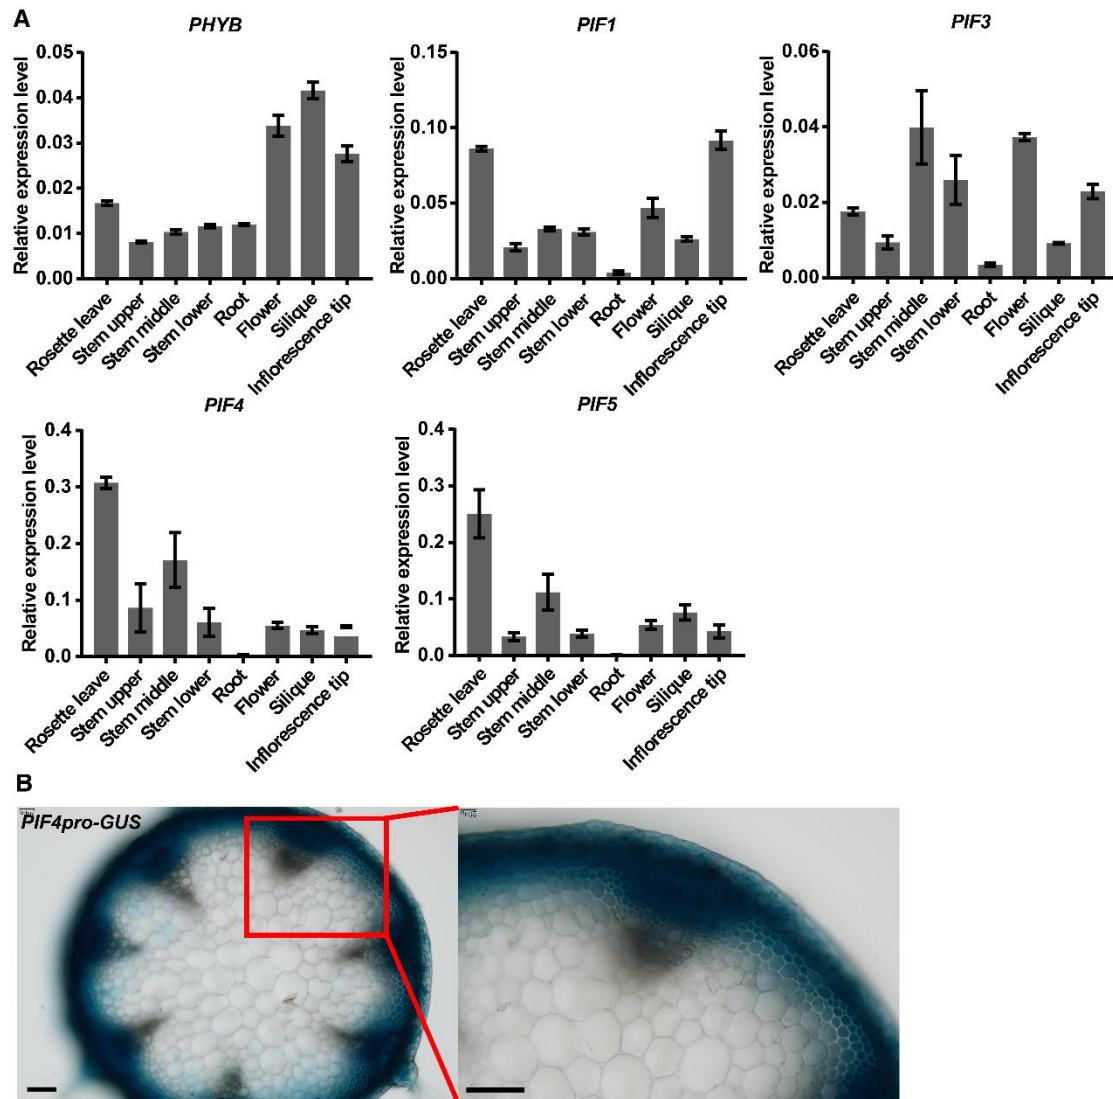 A
PHYB
Relative expression level
0.05
0.04
0.03
0.02
0.01
0.00
Rosette leave
Stem upper
Stem middle
Stem lower
Root
Flower
Silique
Inflorescence tip
PIF1
Relative expression level
0.15
0.10
0.05
0.00
Rosette leave
Stem upper
Stem middle
Stem lower
Root
Flower
Silique
Inflorescence tip
PIF3
Relative expression level
0.06
0.04
0.02
0.00
Rosette leave
Stem upper
Stem middle
Stem lower
Root
Flower
Silique
Inflorescence tip
PIF4
Relative expression level
0.4
0.3
0.2
0.1
0.0
Rosette leave
Stem upper
Stem middle
Stem lower
Root
Flower
Silique
Inflorescence tip
PIF5
Relative expression level
0.4
0.3
0.2
0.1
0.0
Rosette leave
Stem upper
Stem middle
Stem lower
Root
Flower
Silique
Inflorescence tip
B
PIF4pro-GUS